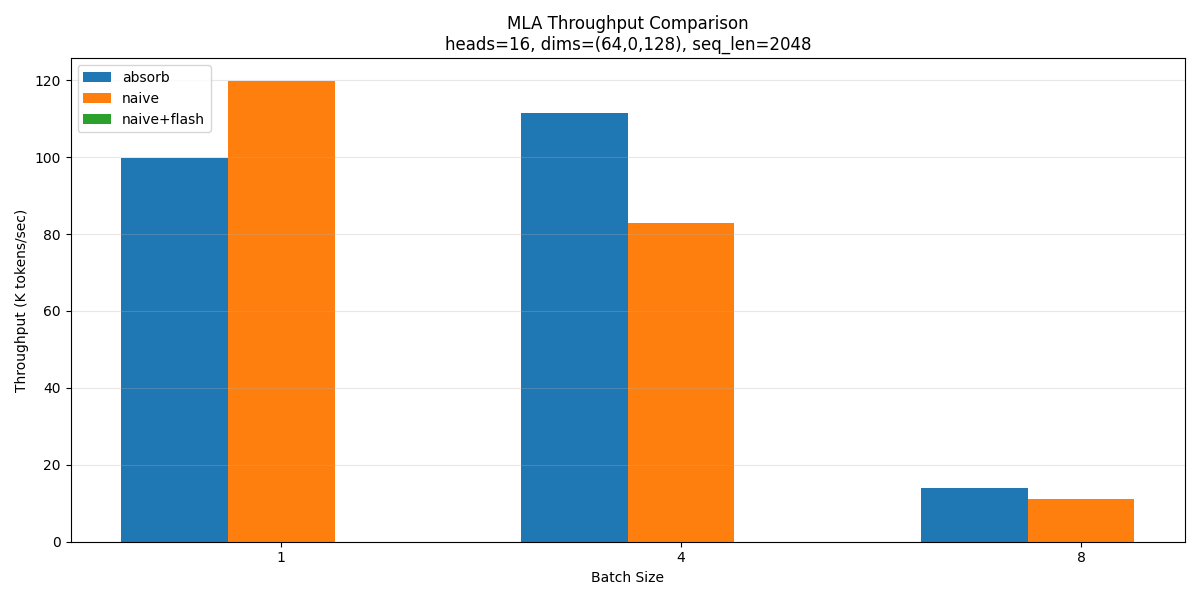 MLA Throughput Comparison
heads=16, dims=(64,0,128), seq_len=2048
absorb
naive
naive+flash
Throughput (K tokens/sec)
120
100
80
60
40
20
0
1
4
8
Batch Size